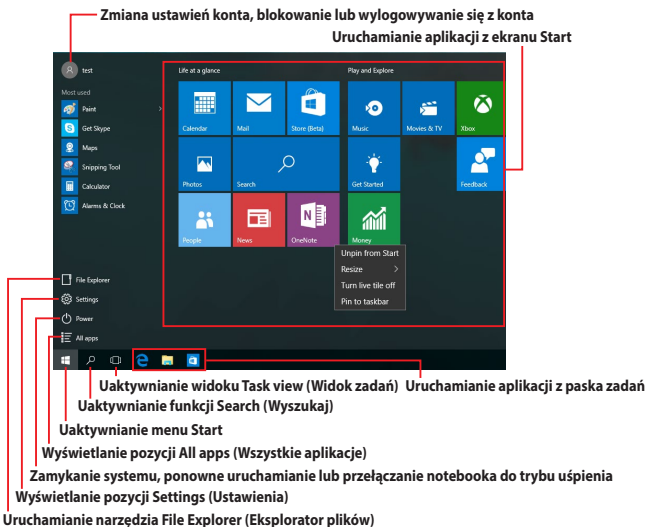 Zmiana ustawień konta, blokowanie lub wylogowywanie się z konta
Uruchamianie aplikacji z ekranu Start
test
Most used
Paint
Get Skype
Maps
Snipping Tool
Calculator
Alarms & Clock
File Explorer
Settings
Power
All apps
Life at a glance
Play and Explore
Calendar
Mail
Store (Beta)
Music
Movies & TV
Xbox
Photos
Search
Get Started
Feedback
People
News
OneNote
Money
Unpin from Start
Resize
Turn live tile off
Pin to taskbar
Uaktywnianie widoku Task view (Widok zadań)
Uruchamianie aplikacji z paska zadań
Uaktywnianie funkcji Search (Wyszukaj)
Uaktywnianie menu Start
Wyświetlanie pozycji All apps (Wszystkie aplikacje)
Zamykanie systemu, ponowne uruchamianie lub przełączanie notebooka do trybu uśpienia
Wyświetlanie pozycji Settings (Ustawienia)
Uruchamianie narzędzia File Explorer (Eksplorator plików)